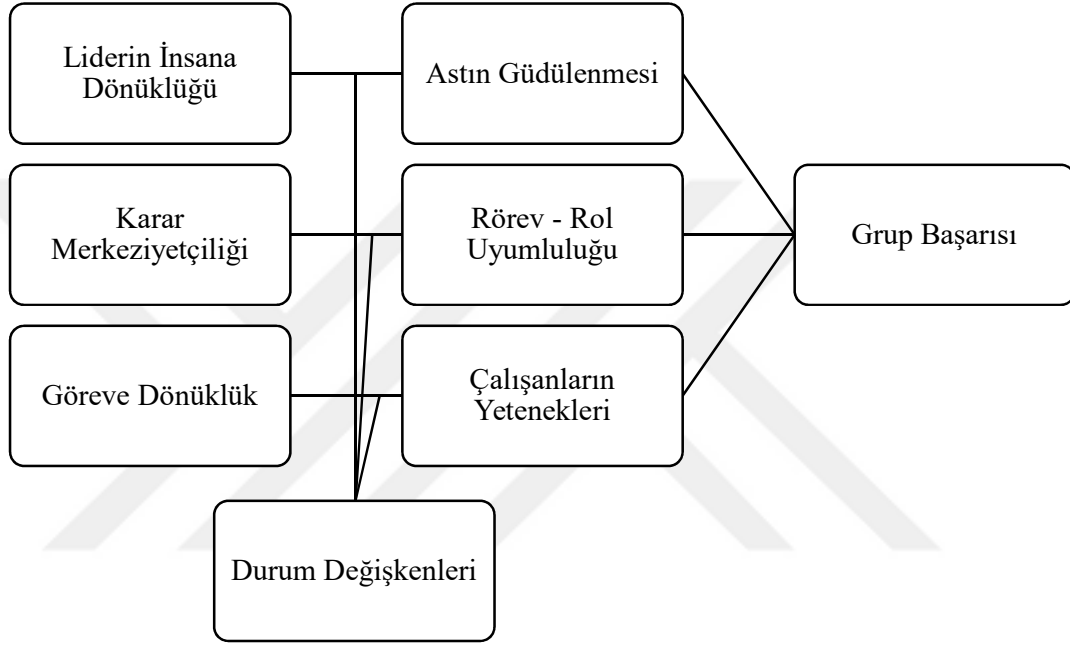 Liderin İnsana
Dönüklüğü
Astın Güdülenmesi
Karar
Merkeziyetçiliği
Rörev - Rol
Uyumluluğu
Grup Başarısı
Göreve Dönüklük
Çalışanların
Yetenekleri
Durum Değişkenleri